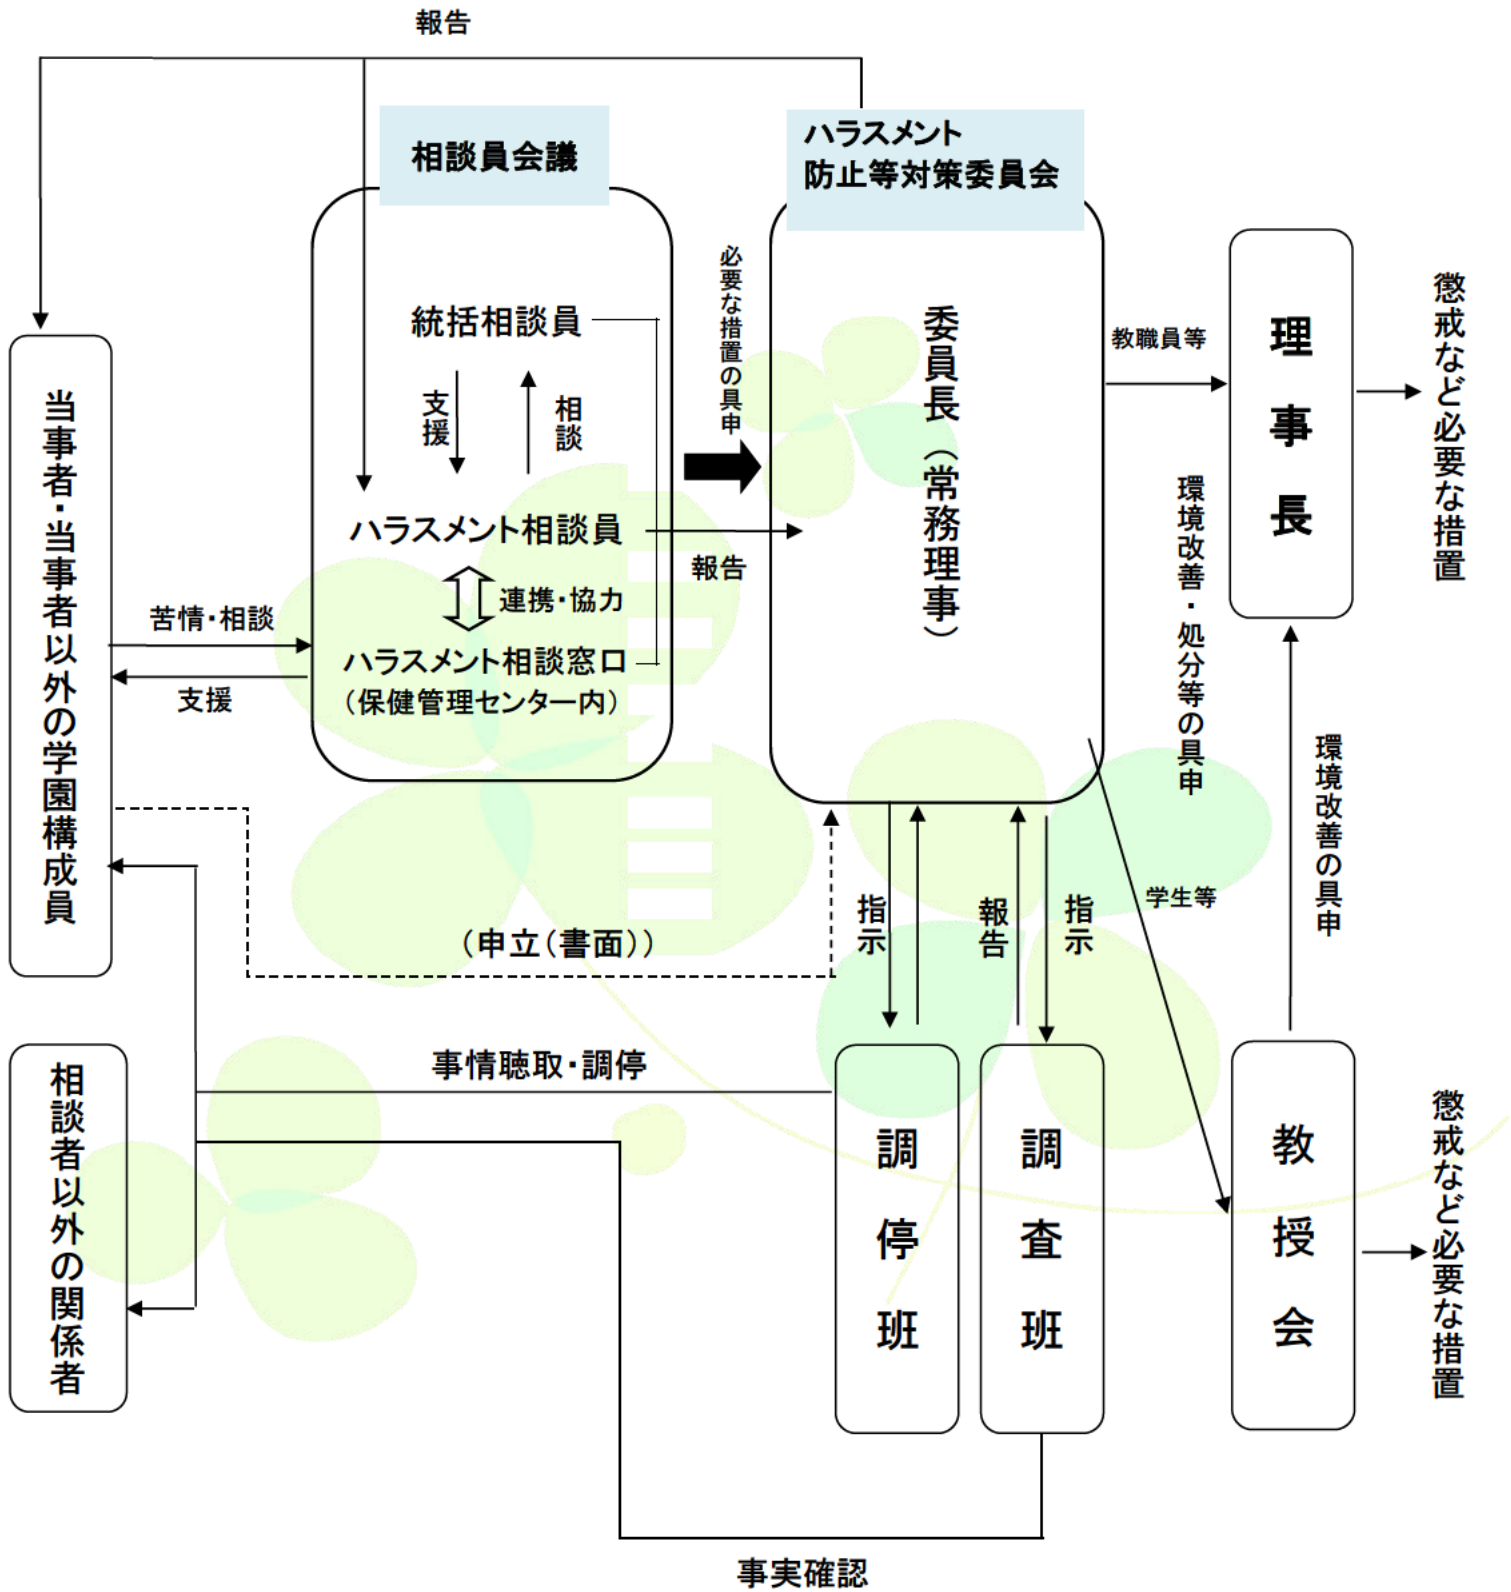 報告
相談員会議
ハラスメント
防止等対策委員会
統括相談員
支援
相談
ハラスメント相談員
連携・協力
ハラスメント相談窓口
(保健管理センター内)
必要な措置の具申
報告
委員長(常務理事)
教職員等
理事長
懲戒など必要な措置
当事者・当事者以外の学園構成員
苦情・相談
支援
環境改善・処分等の具申
環境改善の具申
学生等
(申立(書面))
指示
報告
指示
相談者以外の関係者
事情聴取・調停
調停班
調査班
教授会
懲戒など必要な措置
事実確認